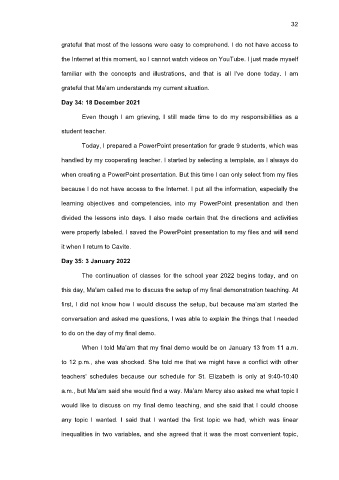 32
grateful that most of the lessons were easy to comprehend. I do not have access to
the Internet at this moment, so I cannot watch videos on YouTube. I just made myself
familiar with the concepts and illustrations, and that is all I've done today. I am
grateful that Ma'am understands my current situation.
Day 34: 18 December 2021
Even though I am grieving, I still made time to do my responsibilities as a
student teacher.
Today, I prepared a PowerPoint presentation for grade 9 students, which was
handled by my cooperating teacher. I started by selecting a template, as I always do
when creating a PowerPoint presentation. But this time I can only select from my files
because I do not have access to the Internet. I put all the information, especially the
learning objectives and competencies, into my PowerPoint presentation and then
divided the lessons into days. I also made certain that the directions and activities
were properly labeled. I saved the PowerPoint presentation to my files and will send
it when I return to Cavite.
Day 35: 3 January 2022
The continuation of classes for the school year 2022 begins today, and on
this day, Ma'am called me to discuss the setup of my final demonstration teaching. At
first, I did not know how I would discuss the setup, but because ma'am started the
conversation and asked me questions, I was able to explain the things that I needed
to do on the day of my final demo.
When I told Ma'am that my final demo would be on January 13 from 11 a.m.
to 12 p.m., she was shocked. She told me that we might have a conflict with other
teachers' schedules because our schedule for St. Elizabeth is only at 9:40-10:40
a.m., but Ma'am said she would find a way. Ma'am Mercy also asked me what topic I
would like to discuss on my final demo teaching, and she said that I could choose
any topic I wanted. I said that I wanted the first topic we had, which was linear
inequalities in two variables, and she agreed that it was the most convenient topic,